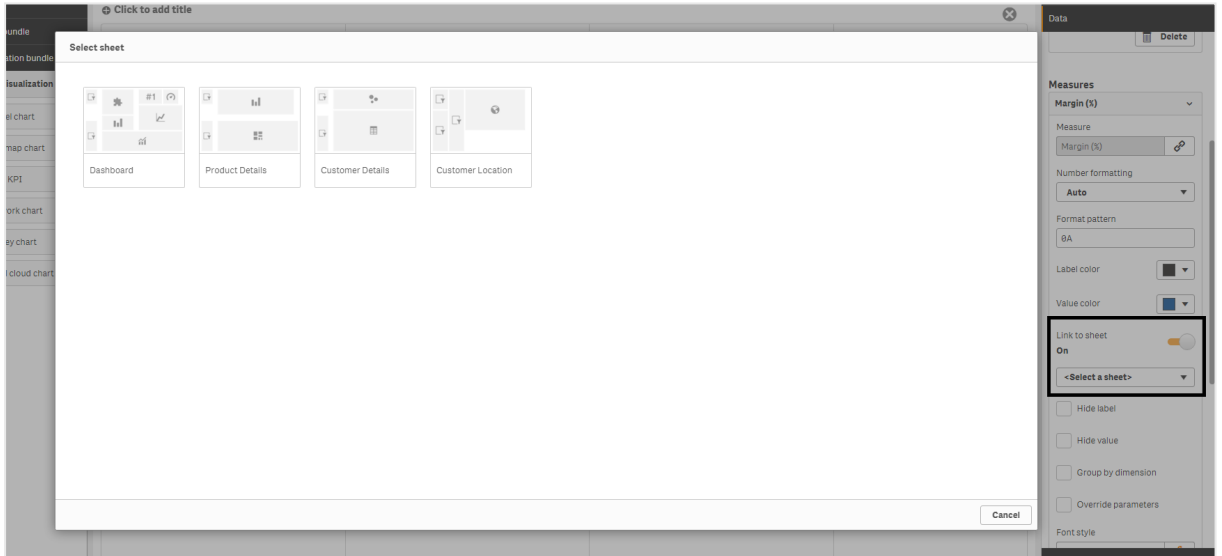 Click to add title
Data
bundle
ation bundle
isualization
el chart
map chart
KPI
ork chart
ey chart
cloud chart
Select sheet
#1
Dashboard
Product Details
Customer Details
Customer Location
Cancel
Delete
Measures
Margin (%)
Measure
Margin (%)
Number formatting
Auto
Format pattern
0A
Label color
Value color
Link to sheet
On
<Select a sheet>
Hide label
Hide value
Group by dimension
Override parameters
Font style